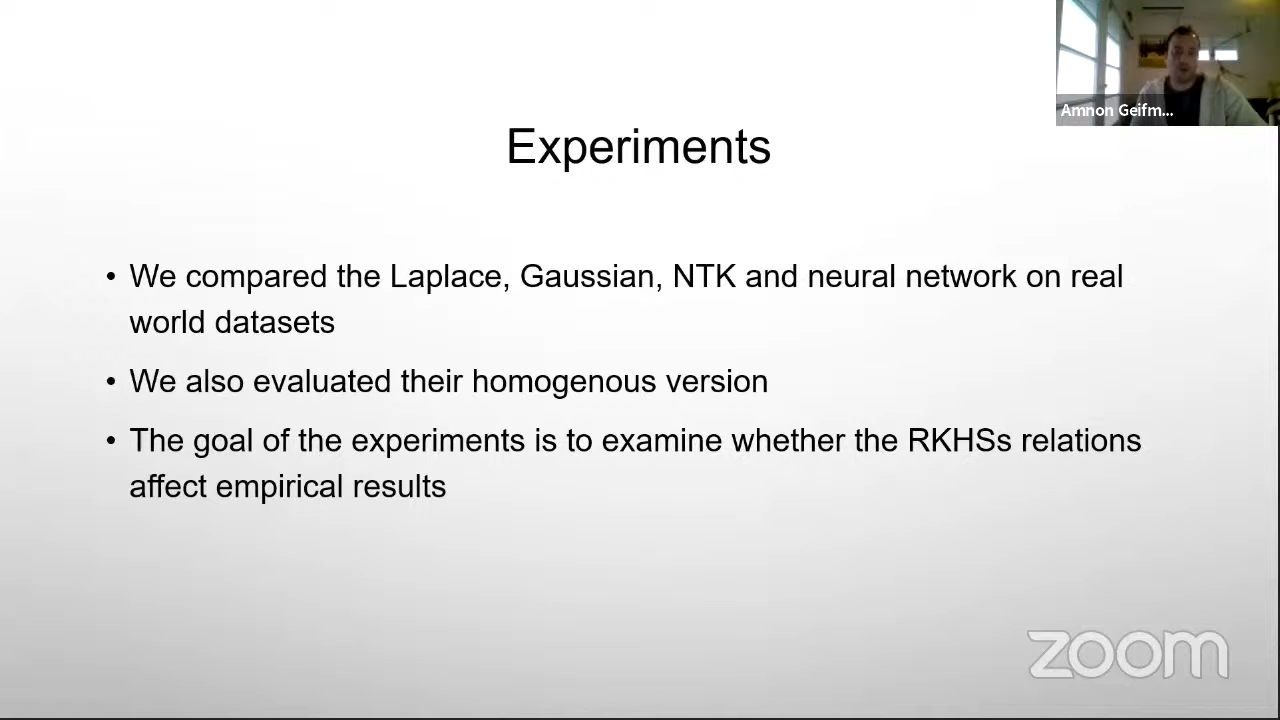 Amnon Geifm...
Experiments
• We compared the Laplace, Gaussian, NTK and neural network on real
world datasets
• We also evaluated their homogenous version
• The goal of the experiments is to examine whether the RKHSs relations
affect empirical results
zoom